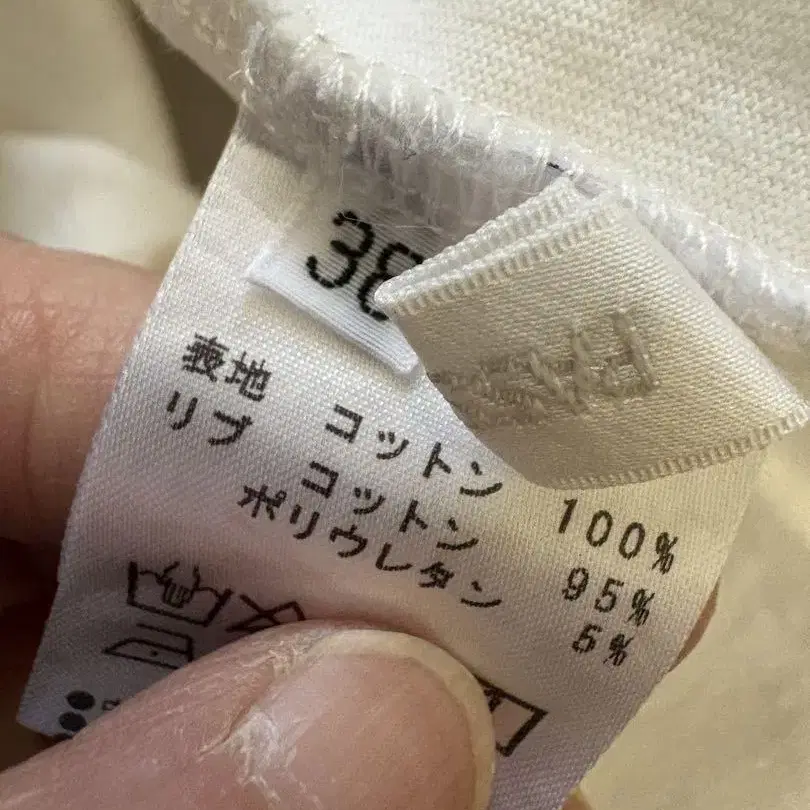 38
表地 コットン 100%
リブ コットン 95%
ポリウレタン 5%